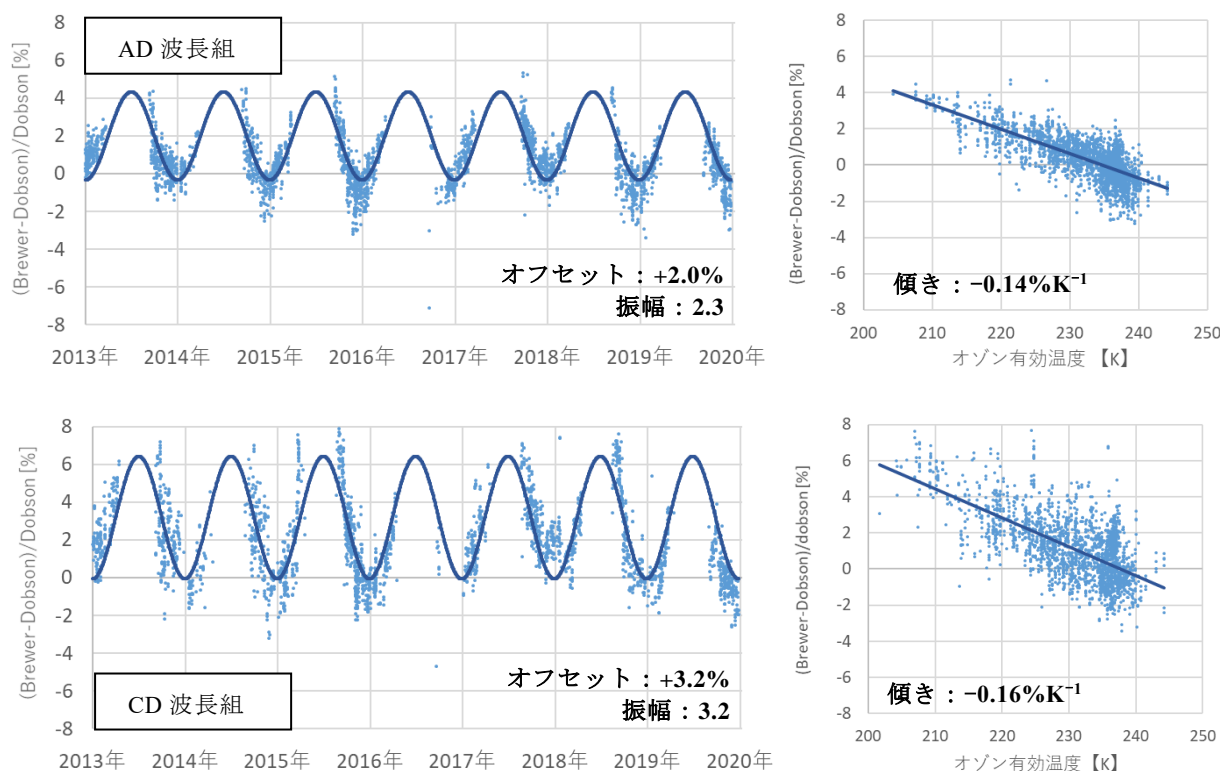 AD 波長組
(Brewer-Dobson)/Dobson [%]
8
6
4
2
0
-2
-4
-6
-8
オフセット：+2.0%
振幅：2.3
2013年 2014年 2015年 2016年 2017年 2018年 2019年 2020年
(Brewer-Dobson)/Dobson [%]
8
6
4
2
0
-2
-4
-6
-8
傾き：−0.14%K⁻¹
200 210 220 230 240 250
オゾン有効温度 【K】
(Brewer-Dobson)/Dobson [%]
8
6
4
2
0
-2
-4
-6
-8
オフセット：+3.2%
振幅：3.2
CD 波長組
2013年 2014年 2015年 2016年 2017年 2018年 2019年 2020年
(Brewer-Dobson)/dobson [%]
8
6
4
2
0
-2
-4
-6
-8
傾き：−0.16%K⁻¹
200 210 220 230 240 250
オゾン有効温度【K】